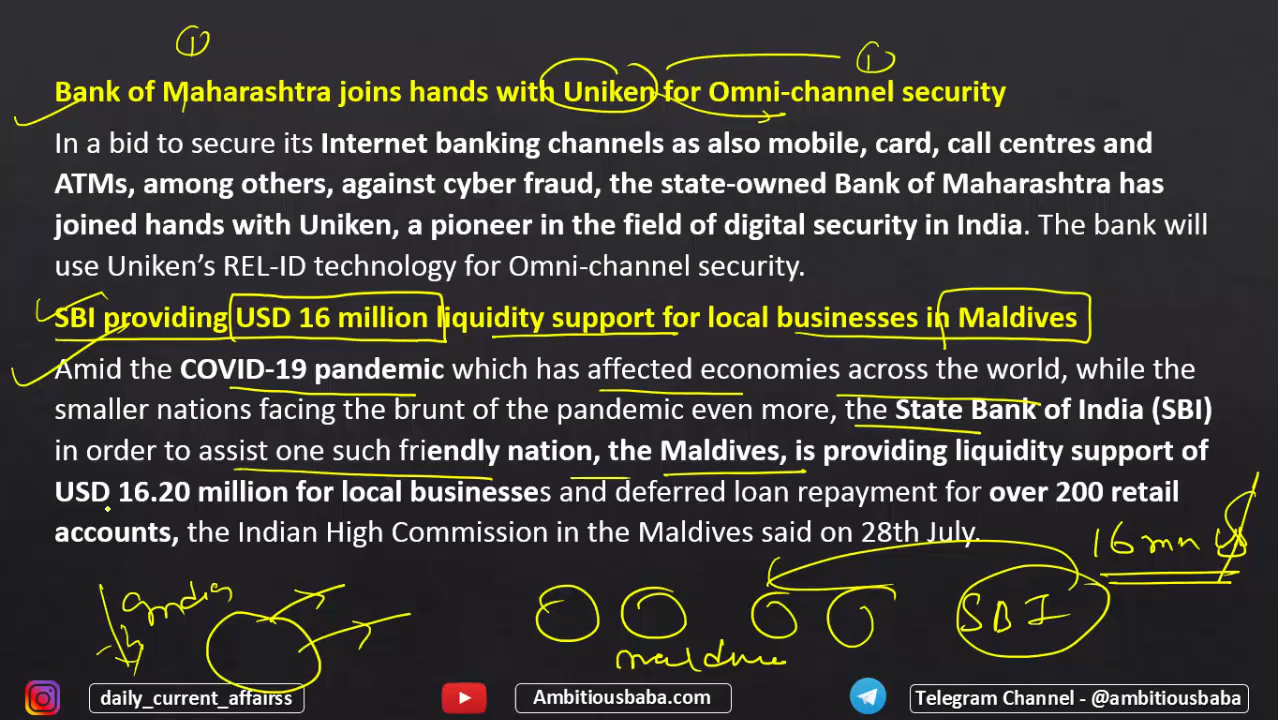 ①
①
Bank of Maharashtra joins hands with Uniken for Omni-channel security
In a bid to secure its Internet banking channels as also mobile, card, call centres and
ATMs, among others, against cyber fraud, the state-owned Bank of Maharashtra has
joined hands with Uniken, a pioneer in the field of digital security in India. The bank will
use Uniken’s REL-ID technology for Omni-channel security.
SBI providing USD 16 million liquidity support for local businesses in Maldives
Amid the COVID-19 pandemic which has affected economies across the world, while the
smaller nations facing the brunt of the pandemic even more, the State Bank of India (SBI)
in order to assist one such friendly nation, the Maldives, is providing liquidity support of
USD 16.20 million for local businesses and deferred loan repayment for over 200 retail
accounts, the Indian High Commission in the Maldives said on 28th July.
16 mn
India
SBI
maldive
daily_current_affairss
Ambitiousbaba.com
Telegram Channel - @ambitiousbaba